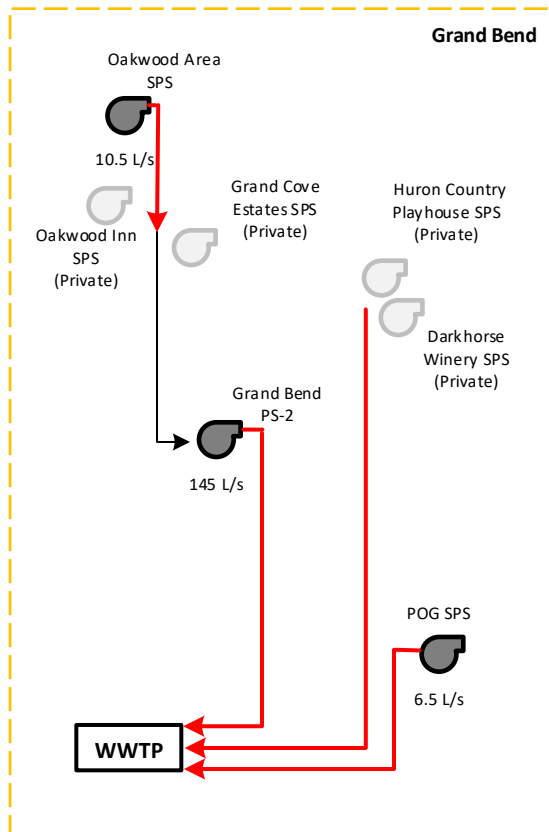 Grand Bend
Oakwood Area
SPS
10.5 L/s
Grand Cove
Estates SPS
(Private)
Huron Country
Playhouse SPS
(Private)
Oakwood Inn
SPS
(Private)
Darkhorse
Winery SPS
(Private)
Grand Bend
PS-2
145 L/s
POG SPS
6.5 L/s
WWTP